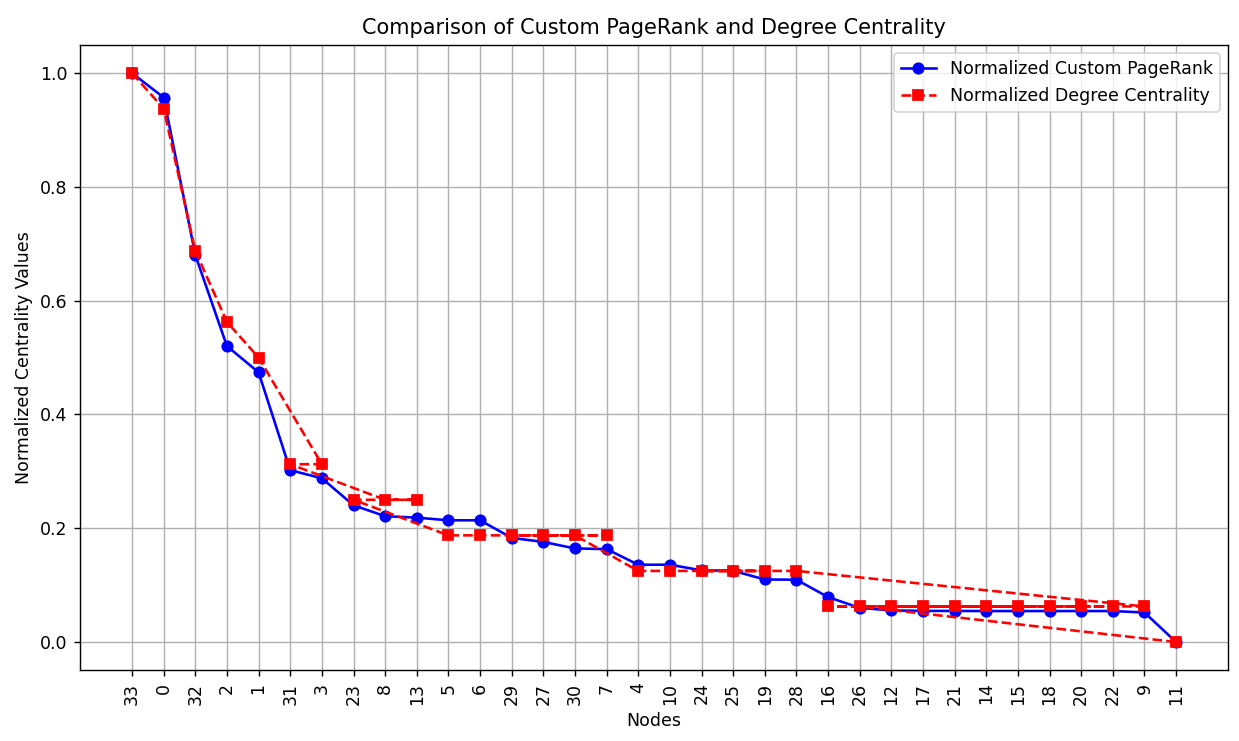 Comparison of Custom PageRank and Degree Centrality
Normalized Custom PageRank
Normalized Degree Centrality
Normalized Centrality Values
1.0
0.8
0.6
0.4
0.2
0.0
33 0 32 2 1 31 3 23 8 13 5 6 29 27 30 7 4 10 24 25 19 28 16 26 12 17 21 14 15 18 20 22 9 11
Nodes